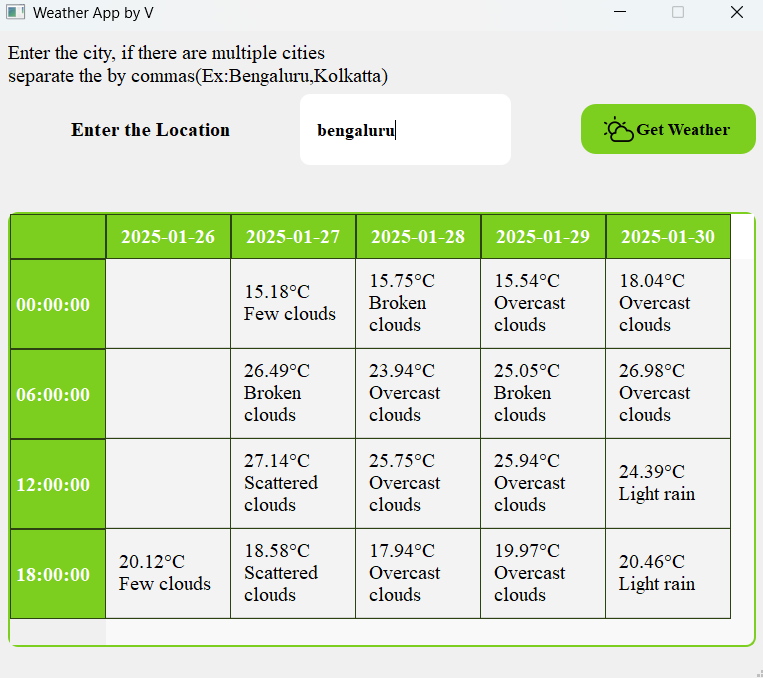 Weather App by V
Enter the city, if there are multiple cities
separate the by commas(Ex:Bengaluru,Kolkatta)
Enter the Location
bengaluru
Get Weather
2025-01-26 2025-01-27 2025-01-28 2025-01-29 2025-01-30
00:00:00
15.18°C
Few clouds
15.75°C
Broken
clouds
15.54°C
Overcast
clouds
18.04°C
Overcast
clouds
06:00:00
26.49°C
Broken
clouds
23.94°C
Overcast
clouds
25.05°C
Broken
clouds
26.98°C
Overcast
clouds
12:00:00
27.14°C
Scattered
clouds
25.75°C
Overcast
clouds
25.94°C
Overcast
clouds
24.39°C
Light rain
18:00:00
20.12°C
Few clouds
18.58°C
Scattered
clouds
17.94°C
Overcast
clouds
19.97°C
Overcast
clouds
20.46°C
Light rain